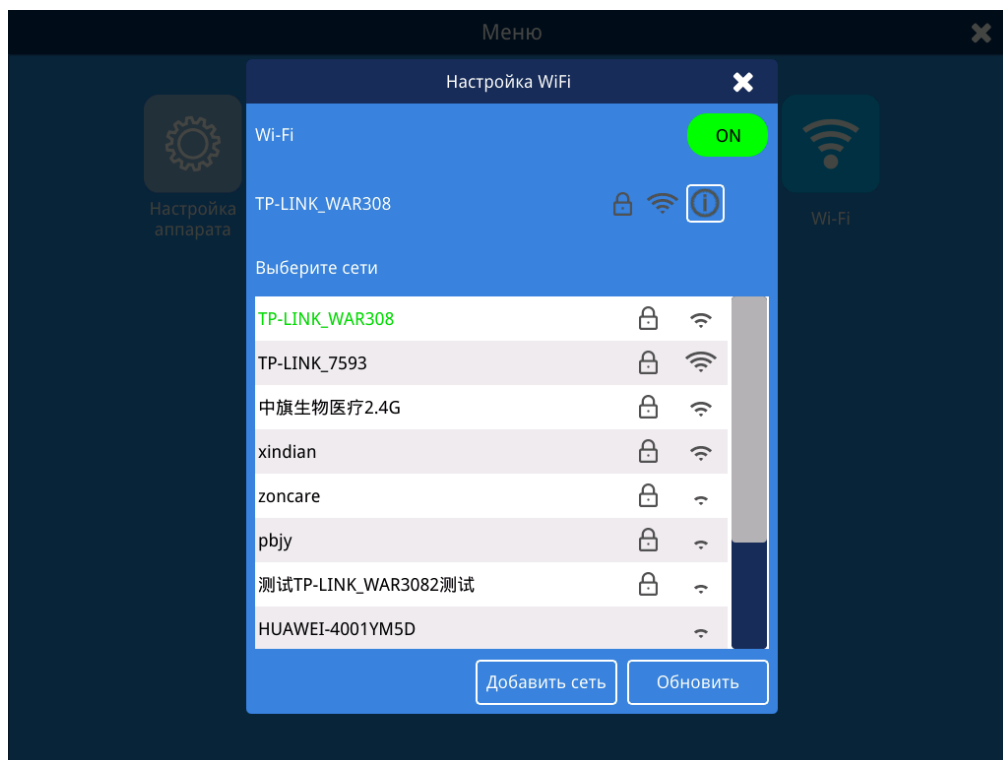 Меню
Настройка WiFi
Wi-Fi
ON
TP-LINK_WAR308
Настройка
аппарата
Wi-Fi
Выберите сети
TP-LINK_WAR308
TP-LINK_7593
中旗生物医疗2.4G
xindian
zoncare
pbjy
测试TP-LINK_WAR3082测试
HUAWEI-4001YM5D
Добавить сеть
Обновить